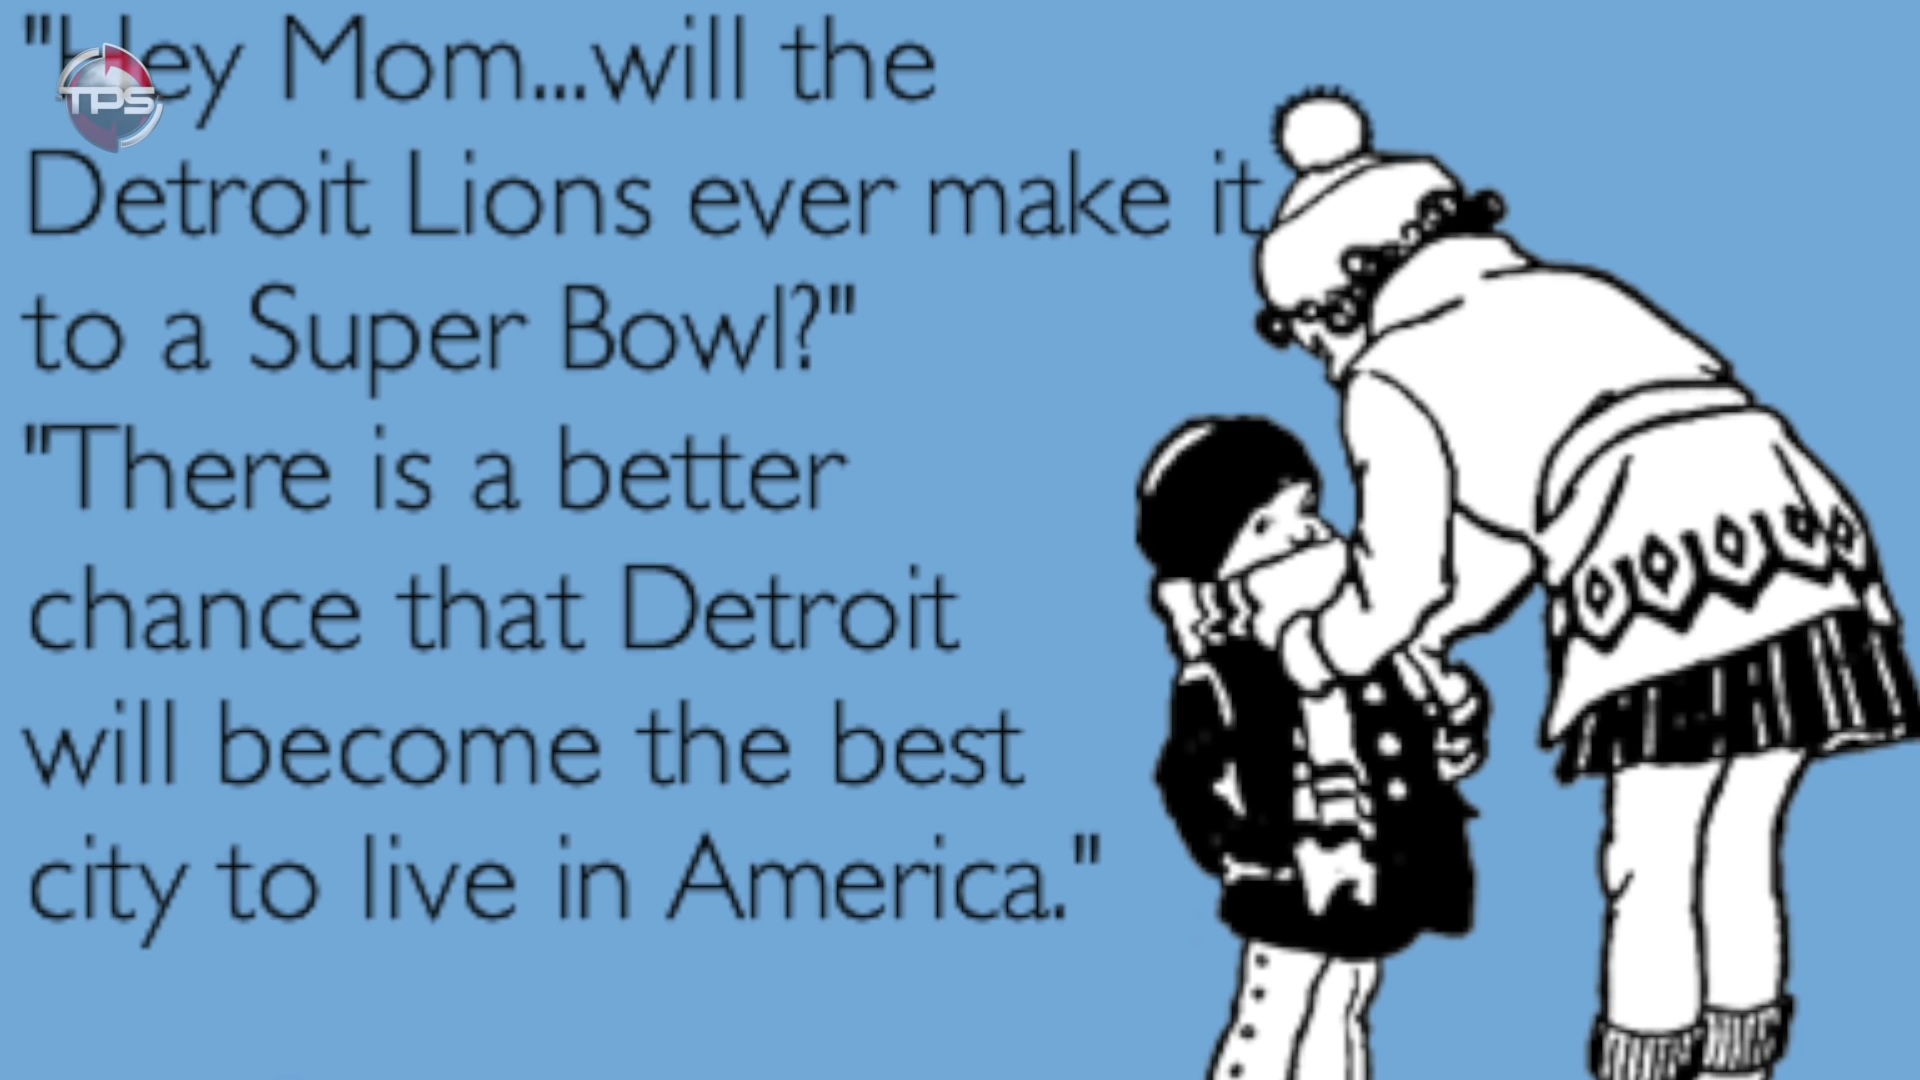 "Hey Mom...will the
TPS
Detroit Lions ever make it
to a Super Bowl?"
"There is a better
chance that Detroit
will become the best
city to live in America."